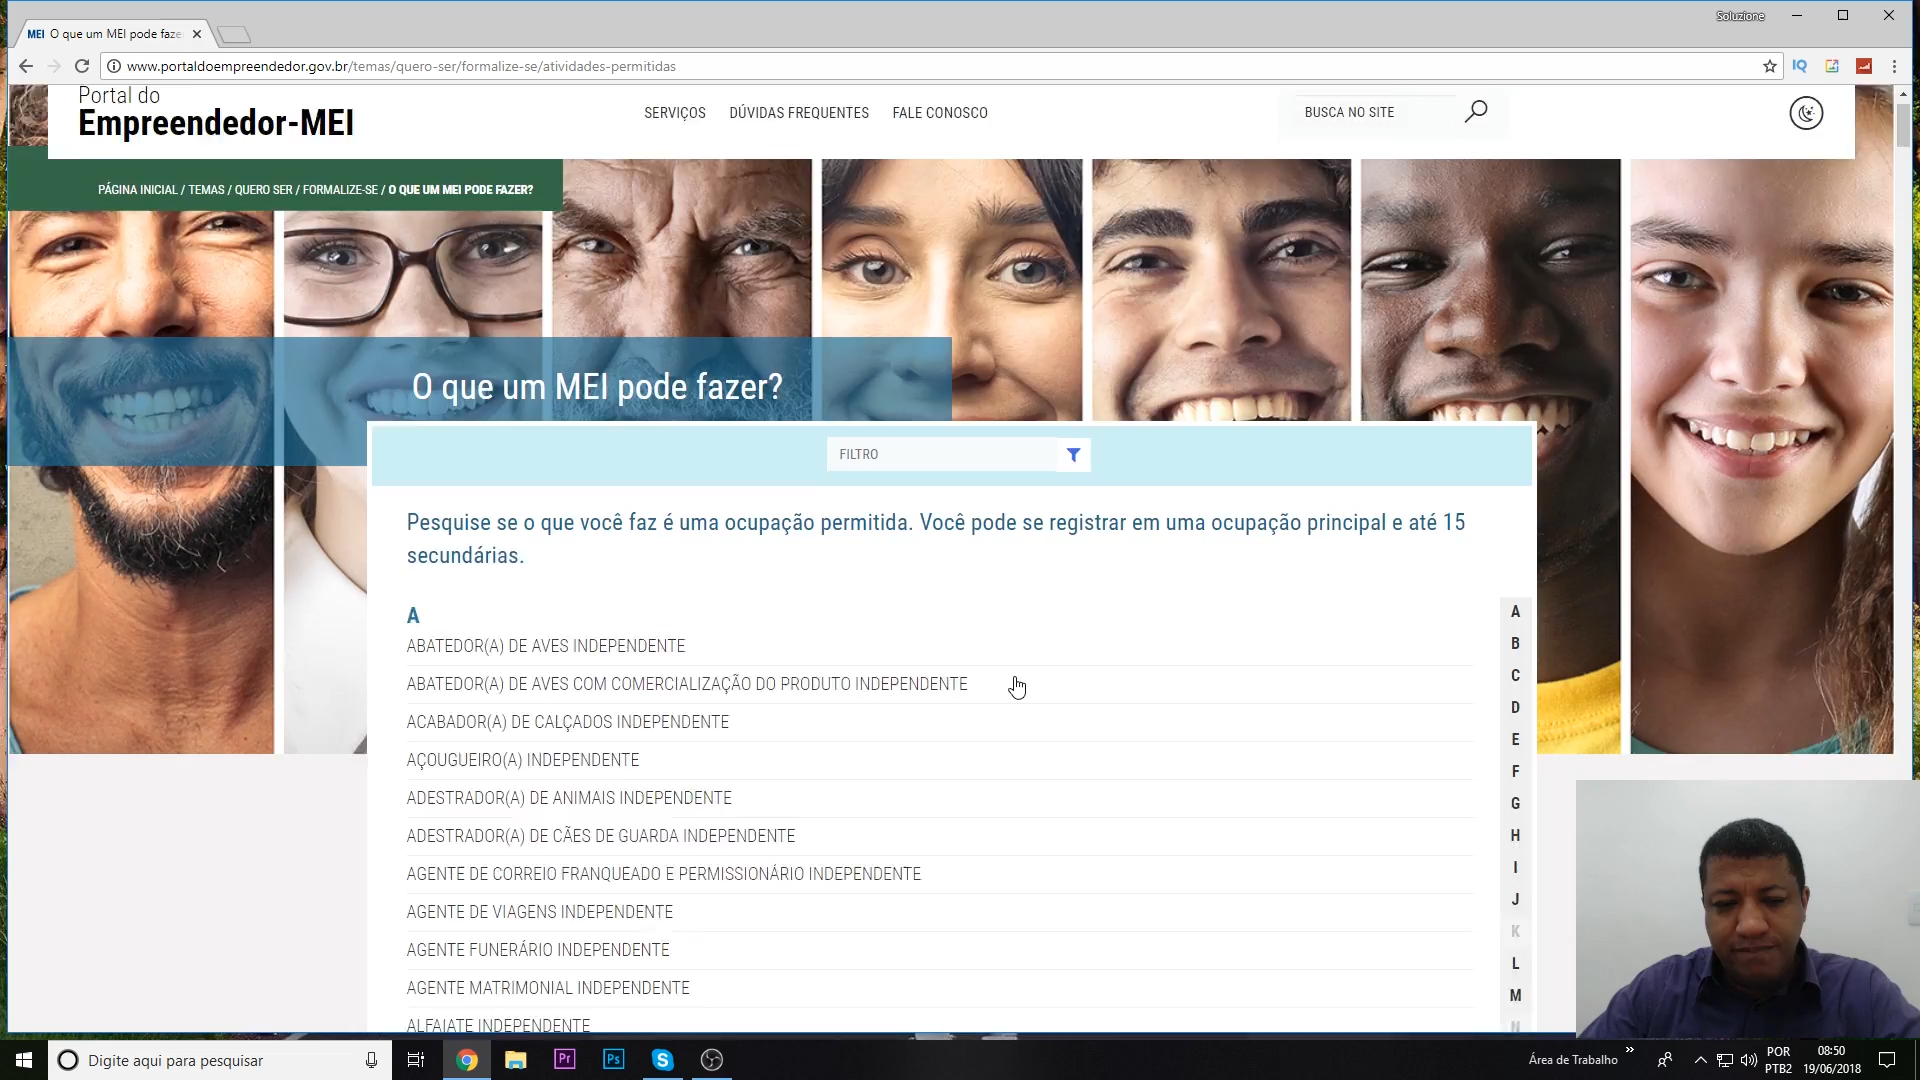 Soluzione
MEI O que um MEI pode faze
www.portaldoempreendedor.gov.br/temas/quero-ser/formalize-se/atividades-permitidas
IQ
Portal do
Empreendedor-MEI
SERVIÇOS
DÚVIDAS FREQUENTES
FALE CONOSCO
BUSCA NO SITE
PÁGINA INICIAL / TEMAS / QUERO SER / FORMALIZE-SE / O QUE UM MEI PODE FAZER?
O que um MEI pode fazer?
FILTRO
Pesquise se o que você faz é uma ocupação permitida. Você pode se registrar em uma ocupação principal e até 15
secundárias.
A
ABATEDOR(A) DE AVES INDEPENDENTE
ABATEDOR(A) DE AVES COM COMERCIALIZAÇÃO DO PRODUTO INDEPENDENTE
ACABADOR(A) DE CALÇADOS INDEPENDENTE
AÇOUGUEIRO(A) INDEPENDENTE
ADESTRADOR(A) DE ANIMAIS INDEPENDENTE
ADESTRADOR(A) DE CÃES DE GUARDA INDEPENDENTE
AGENTE DE CORREIO FRANQUEADO E PERMISSIONÁRIO INDEPENDENTE
AGENTE DE VIAGENS INDEPENDENTE
AGENTE FUNERÁRIO INDEPENDENTE
AGENTE MATRIMONIAL INDEPENDENTE
ALFAIATE INDEPENDENTE
A
B
C
D
E
F
G
H
I
J
K
L
M
N
Digite aqui para pesquisar
Pr
Ps
Área de Trabalho
POR
PTB2
08:50
19/06/2018